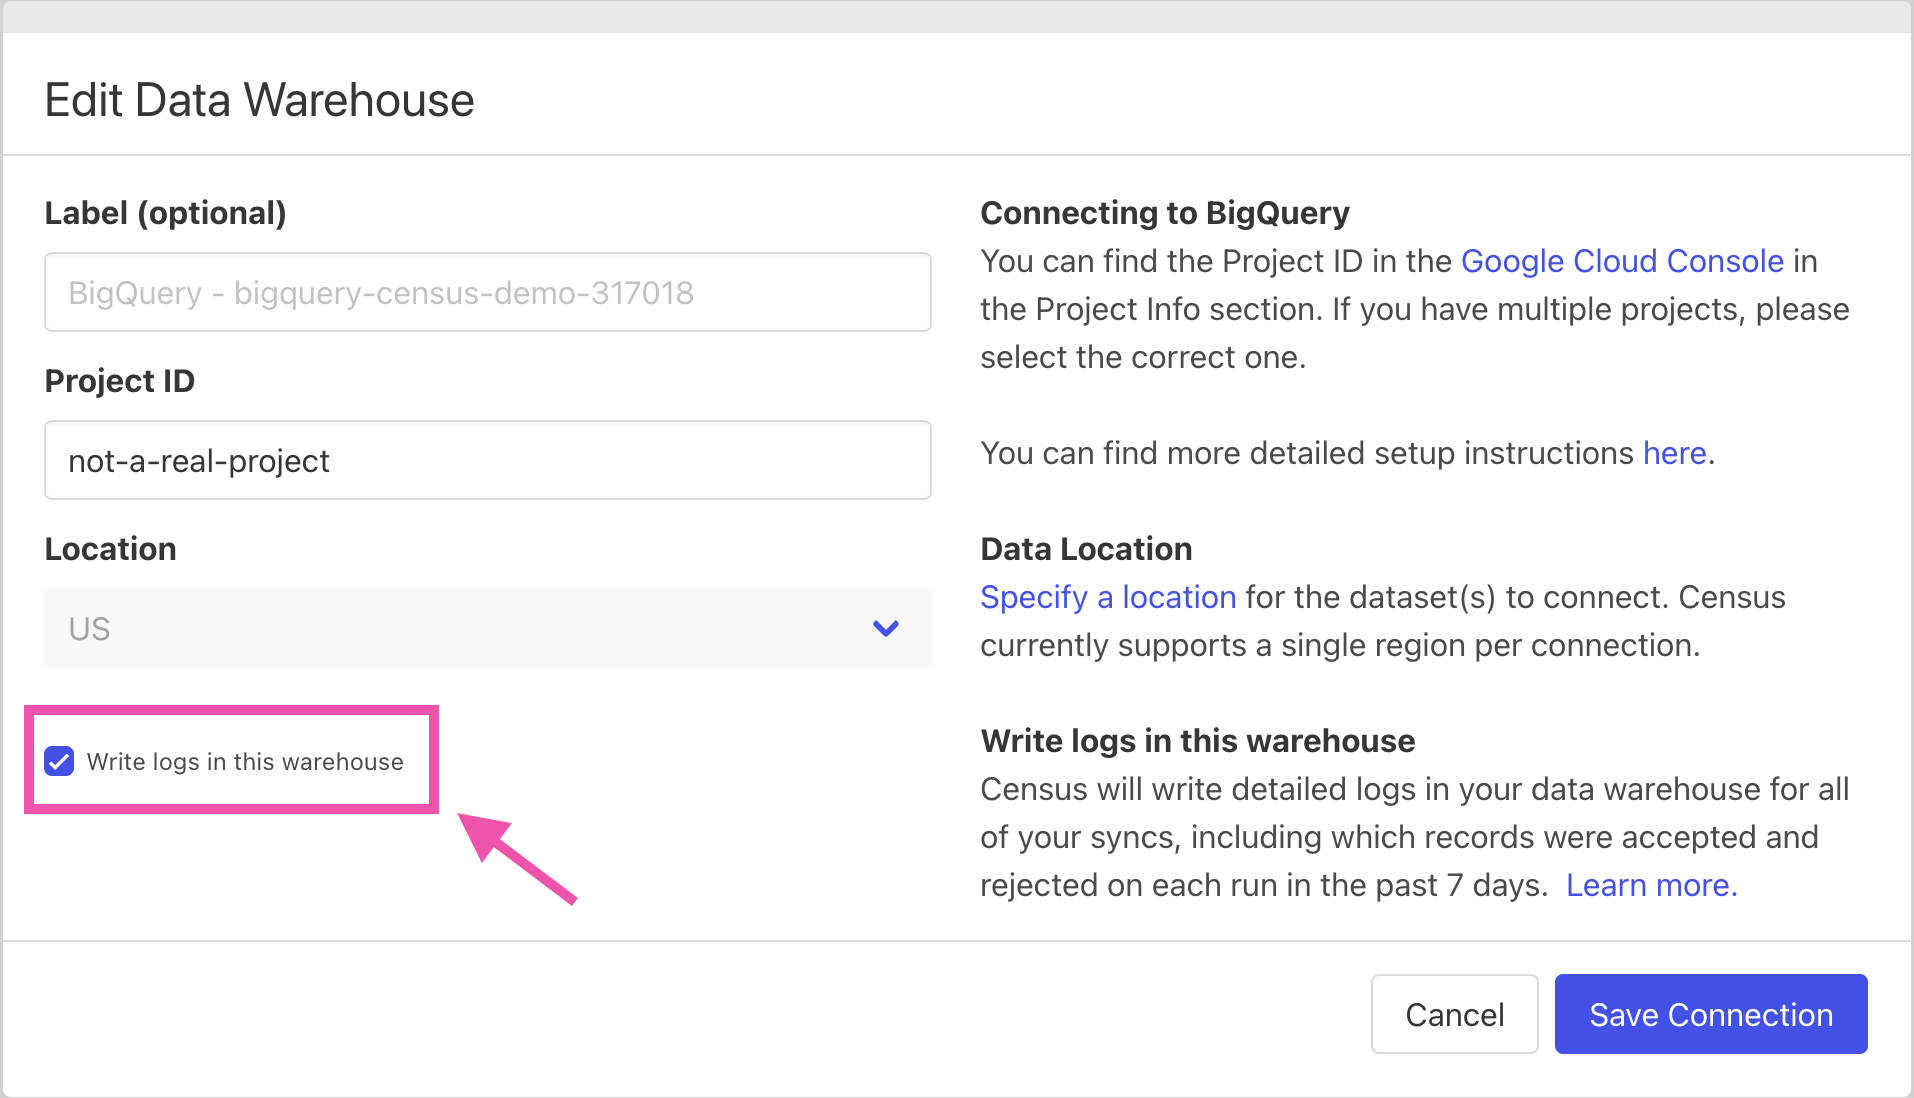 Edit Data Warehouse
Label (optional)
BigQuery - bigquery-census-demo-317018
Project ID
not-a-real-project
Location
US
Write logs in this warehouse
Connecting to BigQuery
You can find the Project ID in the Google Cloud Console in
the Project Info section. If you have multiple projects, please
select the correct one.
You can find more detailed setup instructions here.
Data Location
Specify a location for the dataset(s) to connect. Census
currently supports a single region per connection.
Write logs in this warehouse
Census will write detailed logs in your data warehouse for all
of your syncs, including which records were accepted and
rejected on each run in the past 7 days. Learn more.
Cancel
Save Connection